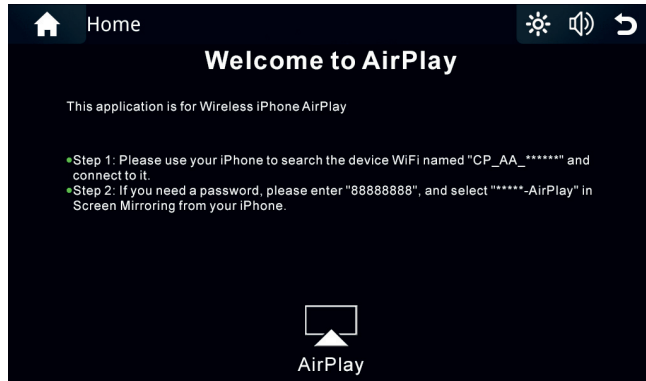 Home
Welcome to AirPlay
This application is for Wireless iPhone AirPlay
Step 1: Please use your iPhone to search the device WiFi named "CP_AA_******" and
connect to it.
Step 2: If you need a password, please enter "88888888", and select "*****-AirPlay" in
Screen Mirroring from your iPhone.
AirPlay